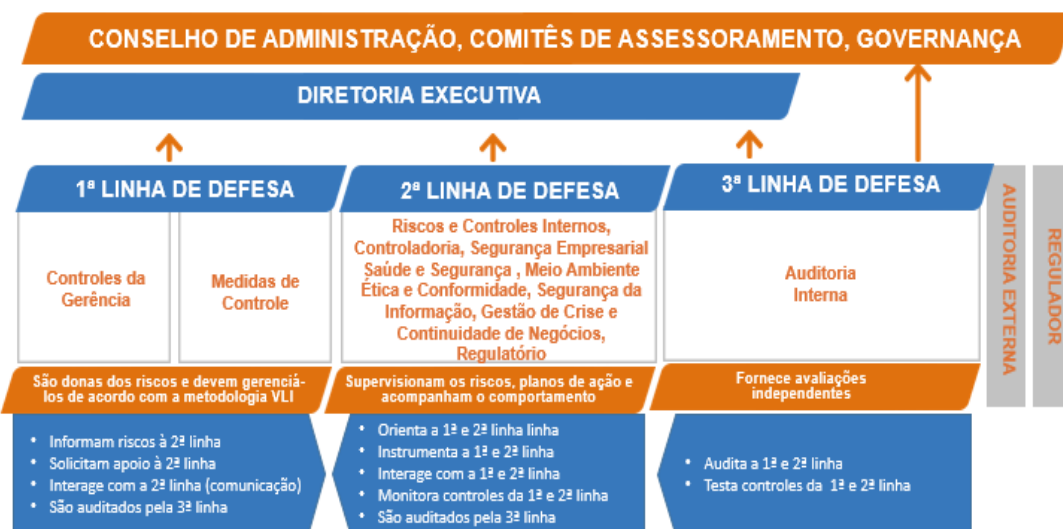 CONSELHO DE ADMINISTRAÇÃO, COMITÊS DE ASSESSORAMENTO, GOVERNANÇA
DIRETORIA EXECUTIVA
1ª LINHA DE DEFESA
Controles da
Gerência
Medidas de
Controle
São donas dos riscos e devem gerenciá-
los de acordo com a metodologia VLI
• Informam riscos à 2ª linha
• Solicitam apoio à 2ª linha
• Interage com a 2ª linha (comunicação)
• São auditados pela 3ª linha
2ª LINHA DE DEFESA
Riscos e Controles Internos,
Controladoria, Segurança Empresarial
Saúde e Segurança , Meio Ambiente
Ética e Conformidade, Segurança da
Informação, Gestão de Crise e
Continuidade de Negócios,
Regulatório
Supervisionam os riscos, planos de ação e
acompanham o comportamento
• Orienta a 1ª e 2ª linha linha
• Instrumenta a 1ª e 2ª linha
• Interage com a 1ª e 2ª linha
• Monitora controles da 1ª e 2ª linha
• São auditados pela 3ª linha
3ª LINHA DE DEFESA
Auditoria
Interna
Fornece avaliações
independentes
• Audita a 1ª e 2ª linha
• Testa controles da 1ª e 2ª linha
AUDITORIA EXTERNA
REGULADOR